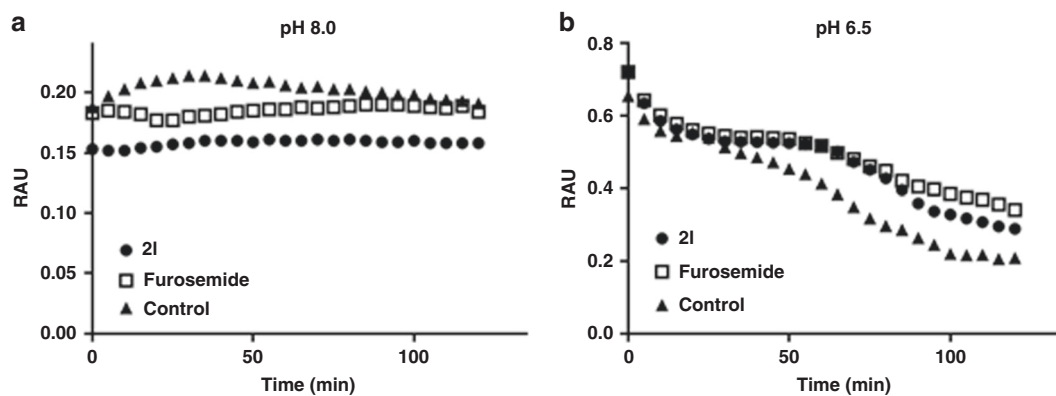 a
pH 8.0
RAU
0.20
0.15
0.10
0.05
0.00
2l
Furosemide
Control
0
50
100
Time (min)
b
pH 6.5
RAU
0.8
0.6
0.4
0.2
0.0
2l
Furosemide
Control
0
50
100
Time (min)